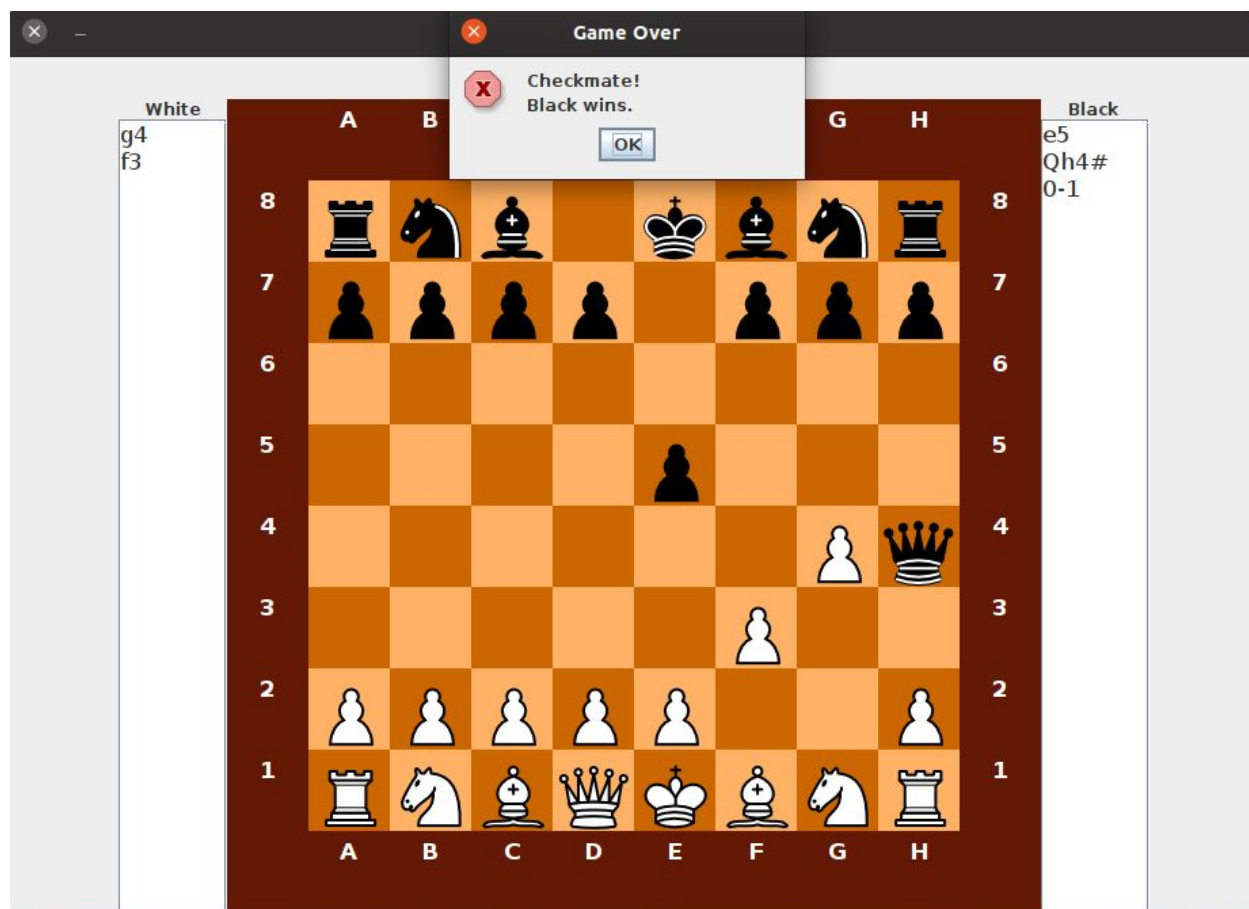 Game Over
Checkmate!
Black wins.
OK
White
g4
f3
Black
e5
Qh4#
0-1
A B G H
8 8
7 7
6 6
5 5
4 4
3 3
2 2
1 1
A B C D E F G H